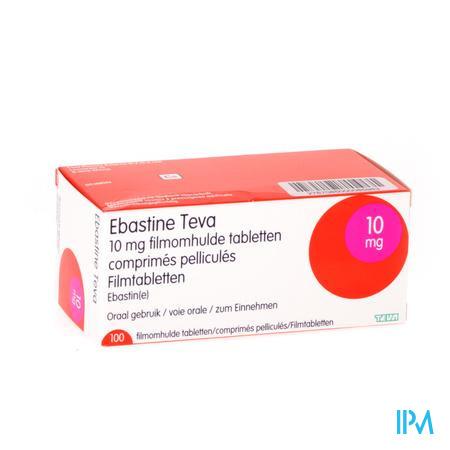 Ebastine Teva
10 mg filmomhulde tabletten
comprimés pelliculés
Filmtabletten
Ebastin(e)
Oraal gebruik / voie orale / zum Einnehmen
100 filmomhulde tabletten/comprimés pelliculés/Filmtabletten
10
mg
TEVA
Ebastine Teva
10
mg
IPM